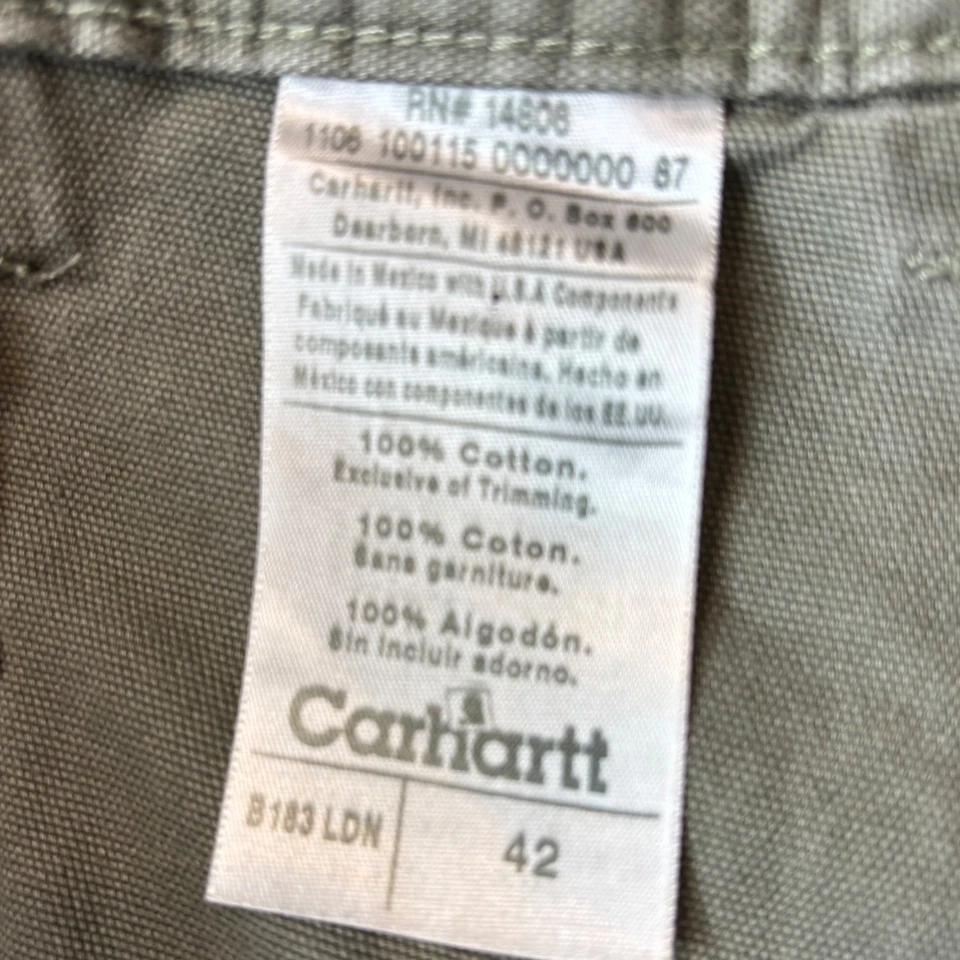 RN# 14806
1106 100115 0000000 87
Carhartt, Inc. P. O. Box 600
Dearborn, MI 48121 USA
Made in Mexico with U.S.A Components
Fabriqué au Mexique à partir de
composants américains. Hecho en
México con componentes de los EE.UU.
100% Cotton.
Exclusive of Trimming.
100% Coton.
Sans garniture.
100% Algodón.
Sin incluir adorno.
Carhartt
B183 LDN 42